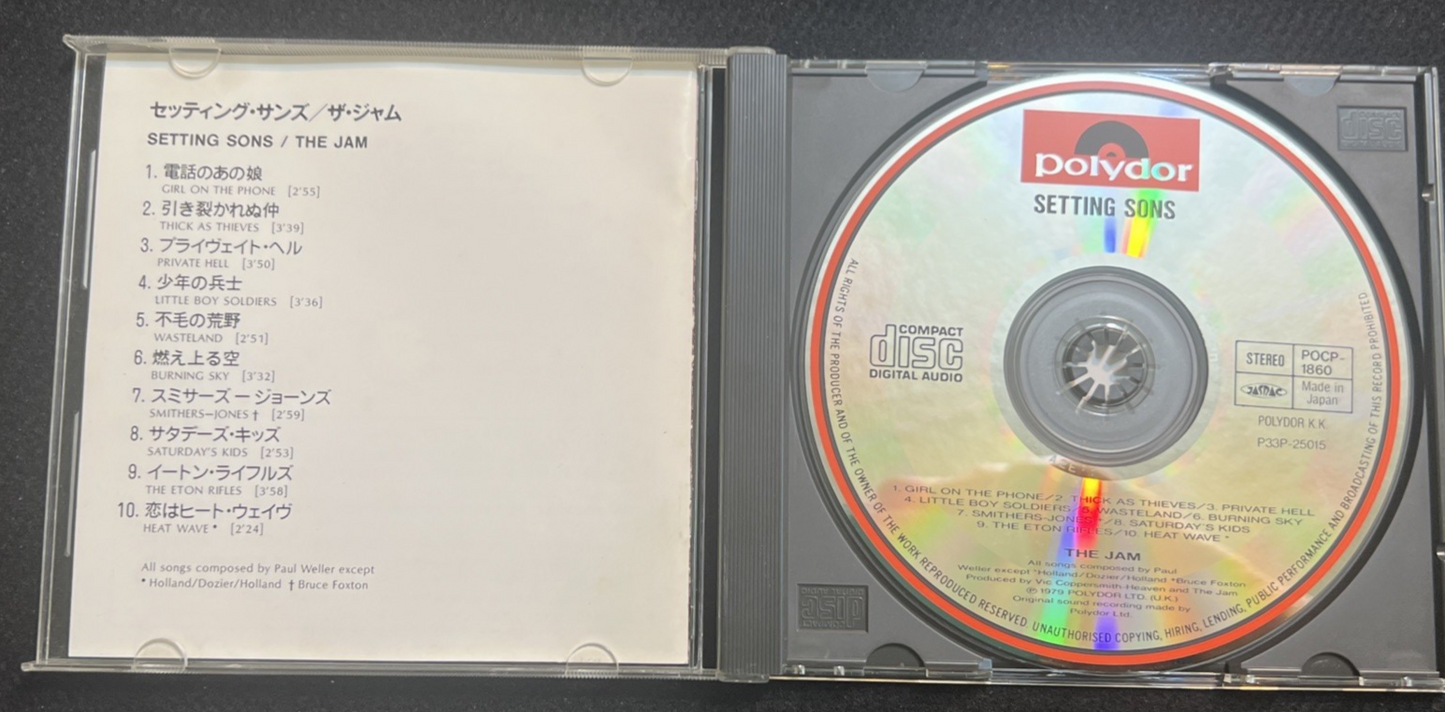 セッティング・サンズ／ザ・ジャム
SETTING SONS / THE JAM
1. 電話のあの娘
GIRL ON THE PHONE [2'55]
2. 引き裂かれぬ仲
THICK AS THIEVES [3'39]
3. プライヴェイト・ヘル
PRIVATE HELL [3'50]
4. 少年の兵士
LITTLE BOY SOLDIERS [3'36]
5. 不毛の荒野
WASTELAND [2'51]
6. 燃え上る空
BURNING SKY [3'32]
7. スミサーズ－ジョーンズ
SMITHERS-JONES † [2'59]
8. サタデーズ・キッズ
SATURDAY'S KIDS [2'53]
9. イートン・ライフルズ
THE ETON RIFLES [3'58]
10. 恋はヒート・ウェイヴ
HEAT WAVE * [2'24]
All songs composed by Paul Weller except
* Holland/Dozier/Holland † Bruce Foxton
polydor
SETTING SONS
COMPACT
disc
DIGITAL AUDIO
STEREO
POCP-
1860
JASRAC
Made in
Japan
POLYDOR K.K.
P33P-25015
1. GIRL ON THE PHONE/2. THICK AS THIEVES/3. PRIVATE HELL
4. LITTLE BOY SOLDIERS/5. WASTELAND/6. BURNING SKY
7. SMITHERS-JONES /8. SATURDAY'S KIDS
9. THE ETON RIFLES/10. HEAT WAVE *
THE JAM
All songs composed by Paul
Weller except *Holland/Dozier/Holland *Bruce Foxton
Produced by Vic Coppersmith-Heaven and The Jam
℗ 1979 POLYDOR LTD. (U.K.)
Original sound recording made by
Polydor Ltd.
ALL RIGHTS OF THE PRODUCER AND OF THE OWNER OF THE WORK REPRODUCED RESERVED UNAUTHORISED COPYING, HIRING, LENDING, PUBLIC PERFORMANCE AND BROADCASTING OF THIS RECORD PROHIBITED
disc
COMPACT
disc
DIGITAL AUDIO